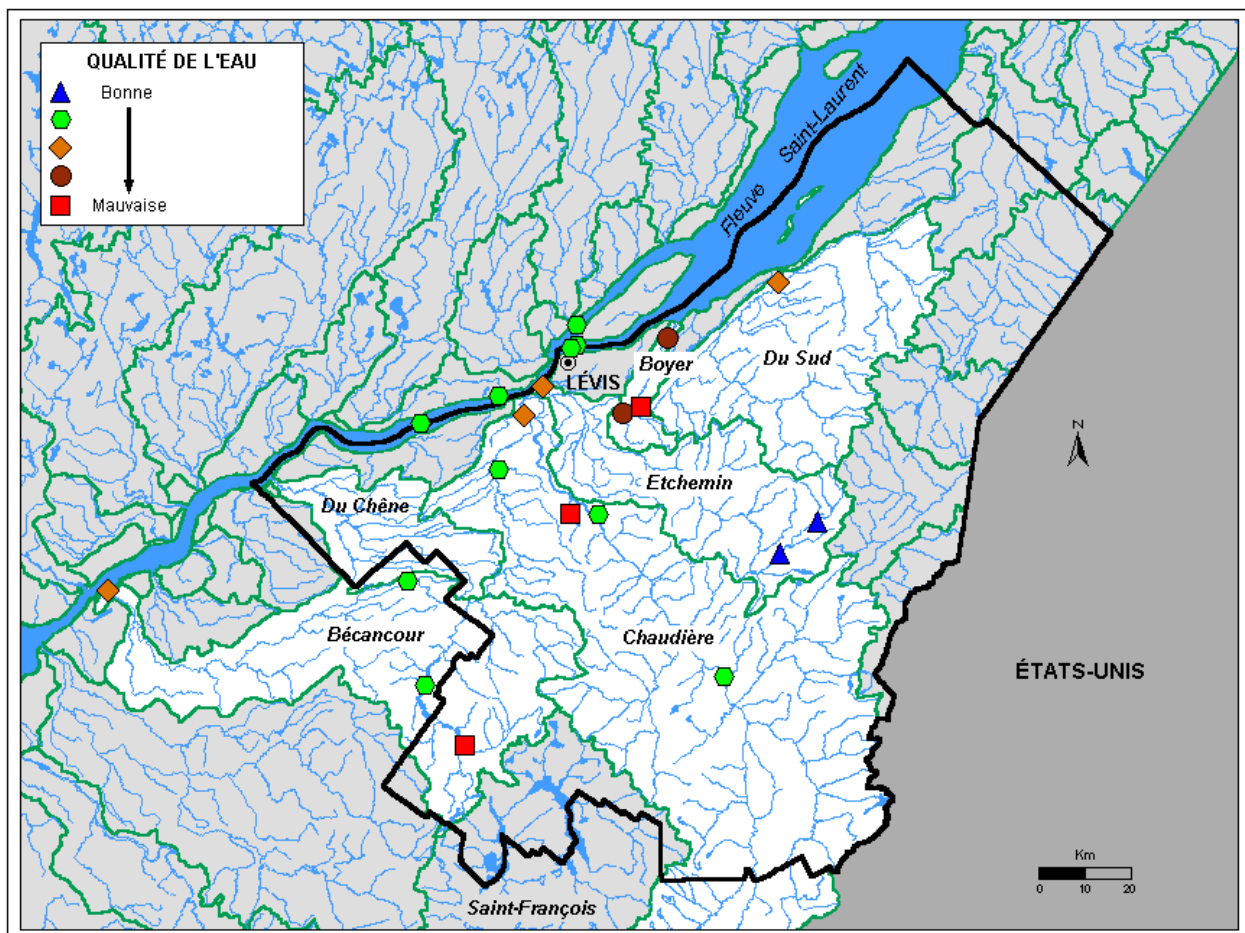 QUALITÉ DE L'EAU
Bonne
Mauvaise
Fleuve Saint-Laurent
LÉVIS
Boyer
Du Sud
Etchemin
Du Chêne
N
Bécancour
Chaudière
ÉTATS-UNIS
Saint-François
Km
0 10 20